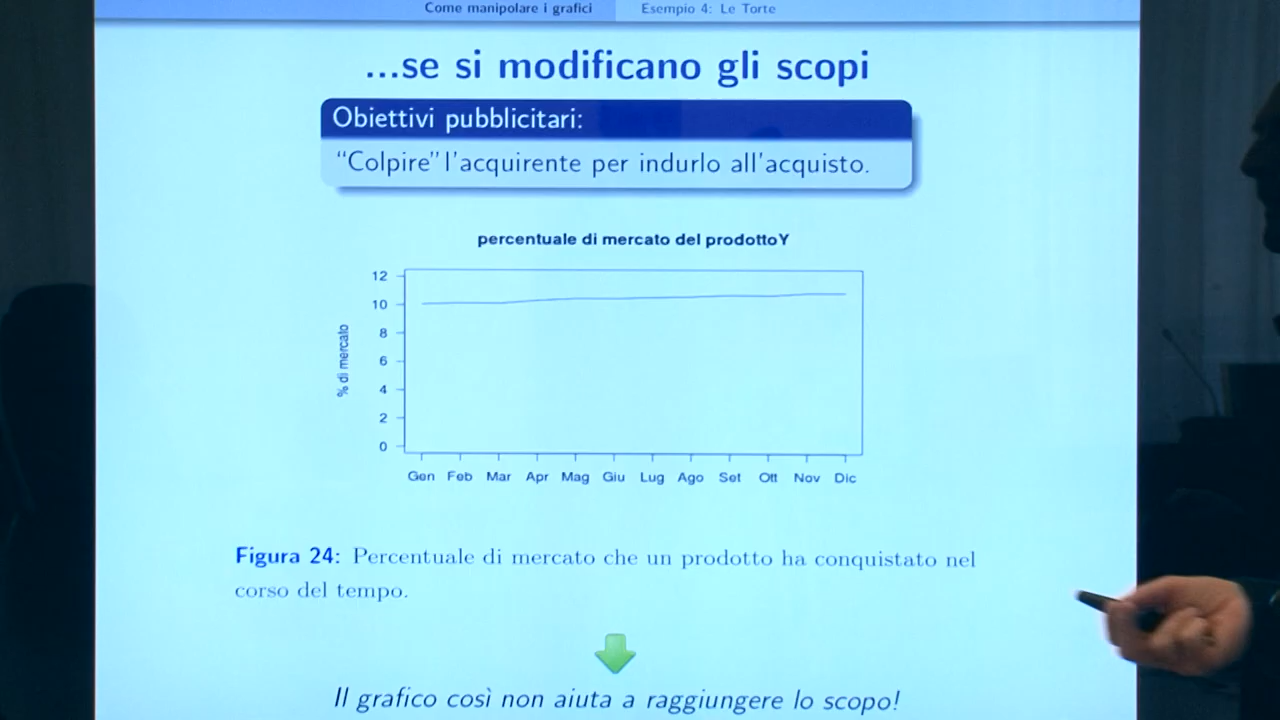 Come manipolare i grafici Esempio 4: Le Torte
...se si modificano gli scopi
Obiettivi pubblicitari:
“Colpire” l'acquirente per indurlo all'acquisto.
percentuale di mercato del prodotto Y
% di mercato
12
10
8
6
4
2
0
Gen Feb Mar Apr Mag Giu Lug Ago Set Ott Nov Dic
Figura 24: Percentuale di mercato che un prodotto ha conquistato nel
corso del tempo.
Il grafico così non aiuta a raggiungere lo scopo!